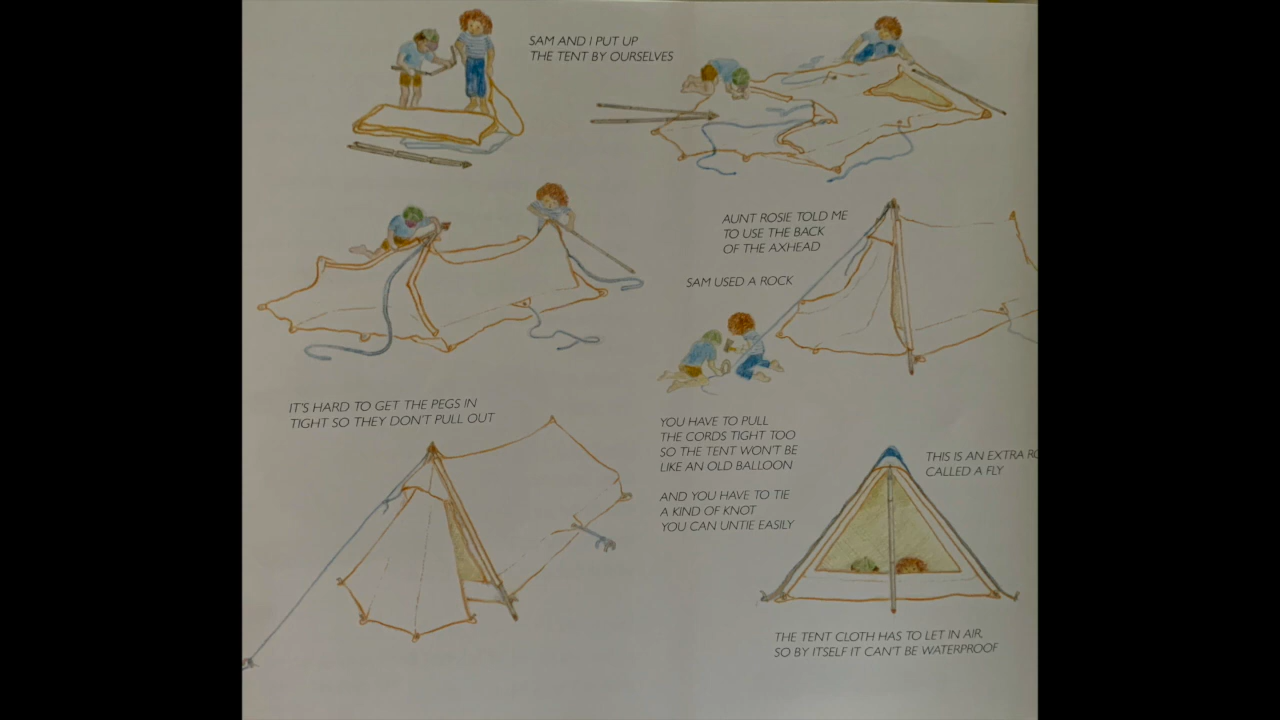 SAM AND I PUT UP
THE TENT BY OURSELVES
AUNT ROSIE TOLD ME
TO USE THE BACK
OF THE AXHEAD
SAM USED A ROCK
IT'S HARD TO GET THE PEGS IN
TIGHT SO THEY DON'T PULL OUT
YOU HAVE TO PULL
THE CORDS TIGHT TOO
SO THE TENT WON'T BE
LIKE AN OLD BALLOON
AND YOU HAVE TO TIE
A KIND OF KNOT
YOU CAN UNTIE EASILY
THIS IS AN EXTRA
CALLED A FLY
THE TENT CLOTH HAS TO LET IN AIR
SO BY ITSELF IT CAN'T BE WATERPROOF